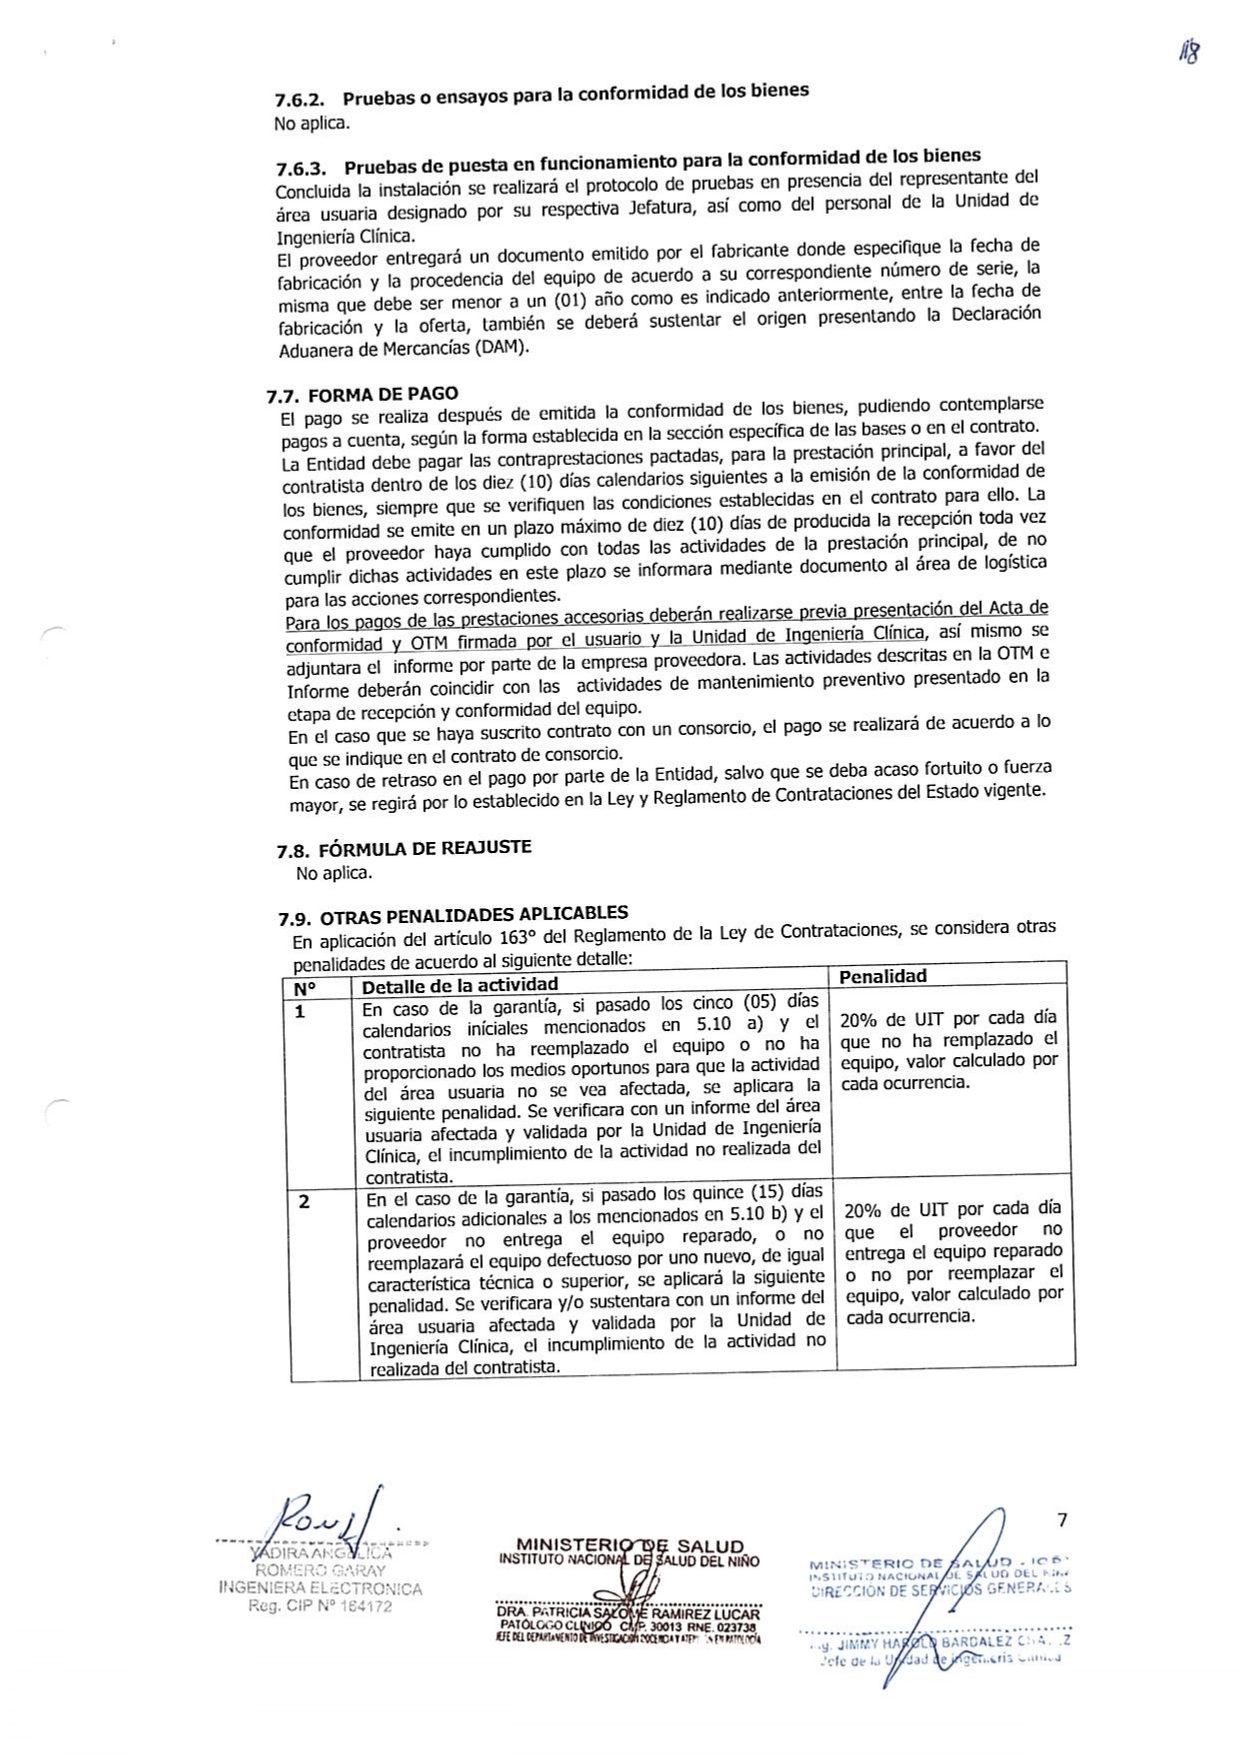 118
7.6.2. Pruebas o ensayos para la conformidad de los bienes
No aplica.
7.6.3. Pruebas de puesta en funcionamiento para la conformidad de los bienes
Concluida la instalación se realizará el protocolo de pruebas en presencia del representante del
área usuaria designado por su respectiva Jefatura, así como del personal de la Unidad de
Ingeniería Clínica.
El proveedor entregará un documento emitido por el fabricante donde especifique la fecha de
fabricación y la procedencia del equipo de acuerdo a su correspondiente número de serie, la
misma que debe ser menor a un (01) año como es indicado anteriormente, entre la fecha de
fabricación y la oferta, también se deberá sustentar el origen presentando la Declaración
Aduanera de Mercancías (DAM).
7.7. FORMA DE PAGO
El pago se realiza después de emitida la conformidad de los bienes, pudiendo contemplarse
pagos a cuenta, según la forma establecida en la sección específica de las bases o en el contrato.
La Entidad debe pagar las contraprestaciones pactadas, para la prestación principal, a favor del
contratista dentro de los diez (10) días calendarios siguientes a la emisión de la conformidad de
los bienes, siempre que se verifiquen las condiciones establecidas en el contrato para ello. La
conformidad se emite en un plazo máximo de diez (10) días de producida la recepción toda vez
que el proveedor haya cumplido con todas las actividades de la prestación principal, de no
cumplir dichas actividades en este plazo se informara mediante documento al área de logística
para las acciones correspondientes.
Para los pagos de las prestaciones accesorias deberán realizarse previa presentación del Acta de
conformidad y OTM firmada por el usuario y la Unidad de Ingeniería Clínica, así mismo se
adjuntara el informe por parte de la empresa proveedora. Las actividades descritas en la OTM e
Informe deberán coincidir con las actividades de mantenimiento preventivo presentado en la
etapa de recepción y conformidad del equipo.
En el caso que se haya suscrito contrato con un consorcio, el pago se realizará de acuerdo a lo
que se indique en el contrato de consorcio.
En caso de retraso en el pago por parte de la Entidad, salvo que se deba acaso fortuito o fuerza
mayor, se regirá por lo establecido en la Ley y Reglamento de Contrataciones del Estado vigente.
7.8. FÓRMULA DE REAJUSTE
No aplica.
7.9. OTRAS PENALIDADES APLICABLES
En aplicación del artículo 163° del Reglamento de la Ley de Contrataciones, se considera otras
penalidades de acuerdo al siguiente detalle:
N° Detalle de la actividad Penalidad
1
En caso de la garantía, si pasado los cinco (05) días
calendarios iníciales mencionados en 5.10 a) y el
contratista no ha reemplazado el equipo o no ha
proporcionado los medios oportunos para que la actividad
del área usuaria no se vea afectada, se aplicara la
siguiente penalidad. Se verificara con un informe del área
usuaria afectada y validada por la Unidad de Ingeniería
Clínica, el incumplimiento de la actividad no realizada del
contratista.
20% de UIT por cada día
que no ha remplazado el
equipo, valor calculado por
cada ocurrencia.
2
En el caso de la garantía, si pasado los quince (15) días
calendarios adicionales a los mencionados en 5.10 b) y el
proveedor no entrega el equipo reparado, o no
reemplazará el equipo defectuoso por uno nuevo, de igual
característica técnica o superior, se aplicará la siguiente
penalidad. Se verificara y/o sustentara con un informe del
área usuaria afectada y validada por la Unidad de
Ingeniería Clínica, el incumplimiento de la actividad no
realizada del contratista.
20% de UIT por cada día
que el proveedor no
entrega el equipo reparado
o no por reemplazar el
equipo, valor calculado por
cada ocurrencia.
7
YADIRA ANGÉLICA
ROMERO GARAY
INGENIERA ELECTRONICA
Reg. CIP N° 164172
MINISTERIO DE SALUD
INSTITUTO NACIONAL DE SALUD DEL NIÑO
DRA. PATRICIA SALOME RAMIREZ LUCAR
PATÓLOGO CLINICO CMP. 30013 RNE. 023738
JEFE DEL DEPARTAMENTO DE INVESTIGACIÓN DOCENCIA Y EN PATOLOGÍA
MINISTERIO DE SALUD
INSTITUTO NACIONAL DE SALUD DEL
DIRECCIÓN DE SERVICIOS GENERALES
JIMMY HAROLD BARDALEZ
Jefe de la Unidad de Ingeniería Clínica